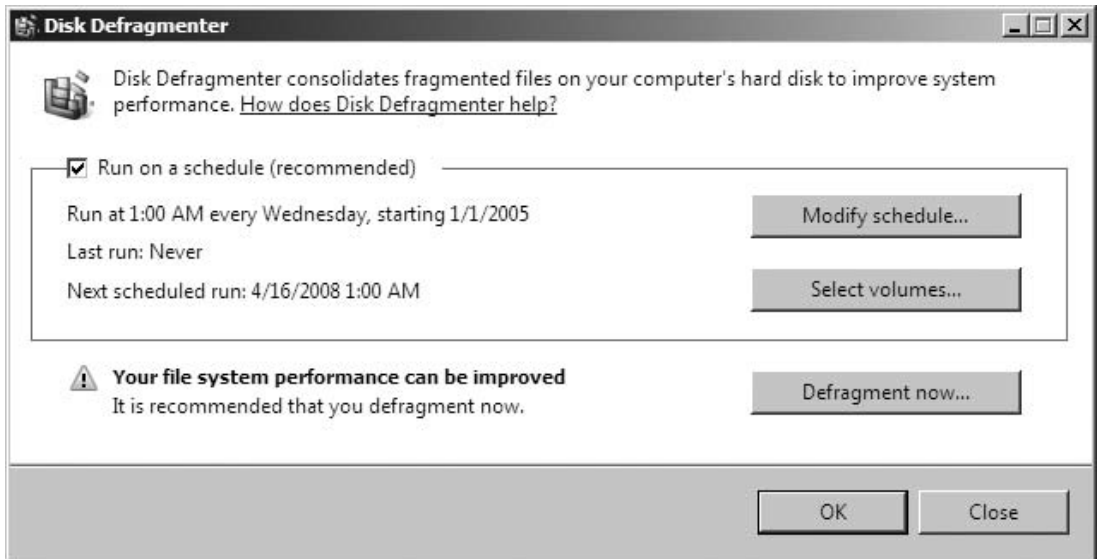 Disk Defragmenter
Disk Defragmenter consolidates fragmented files on your computer's hard disk to improve system
performance. How does Disk Defragmenter help?
Run on a schedule (recommended)
Run at 1:00 AM every Wednesday, starting 1/1/2005
Modify schedule...
Last run: Never
Next scheduled run: 4/16/2008 1:00 AM
Select volumes...
Your file system performance can be improved
It is recommended that you defragment now.
Defragment now...
OK
Close